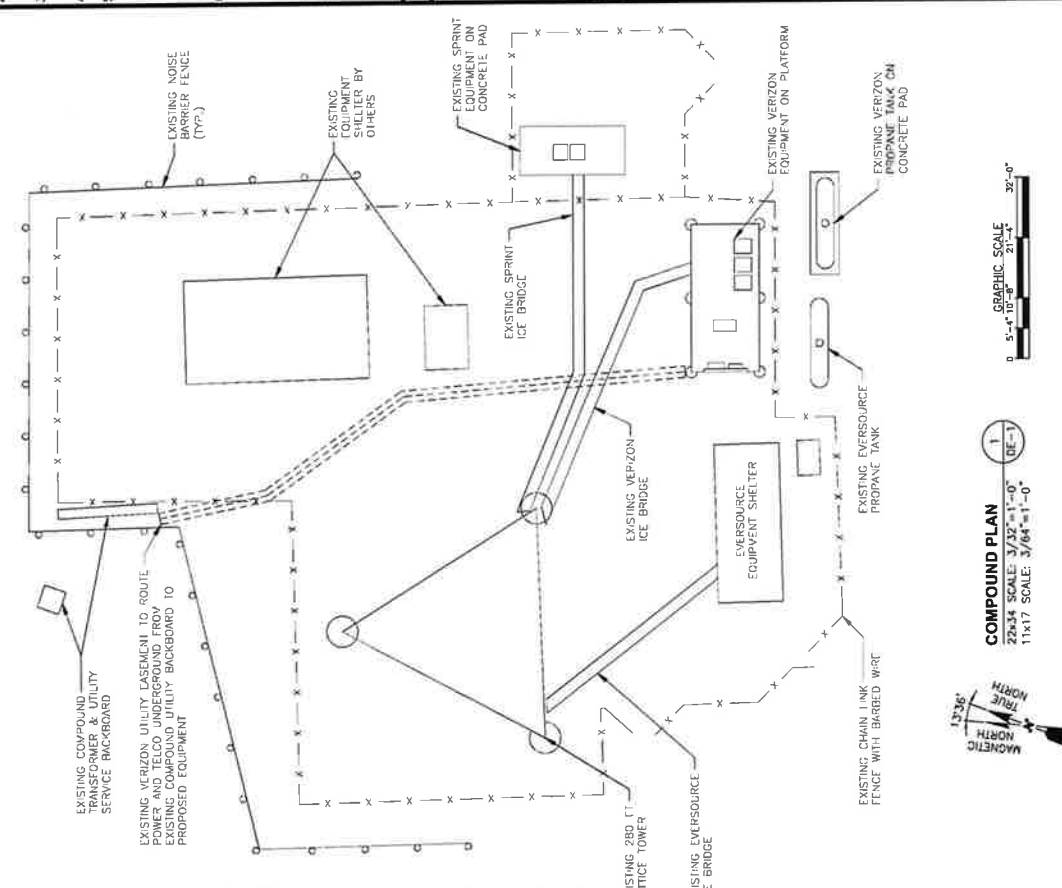 EXISTING NOISE
BARRIER FENCE
(TYP.)
EXISTING
EQUIPMENT
SHELTER BY
OTHERS
EXISTING SPRINT
EQUIPMENT ON
CONCRETE PAD
EXISTING VERIZON
EQUIPMENT ON PLATFORM
EXISTING VERIZON
PROPANE TANK ON
CONCRETE PAD
EXISTING SPRINT
ICE BRIDGE
EXISTING VERIZON
ICE BRIDGE
EVERSOURCE
EQUIPMENT SHELTER
EXISTING EVERSOURCE
PROPANE TANK
EXISTING COMPOUND
TRANSFORMER & UTILITY
SERVICE BACKBOARD
EXISTING VERIZON UTILITY EASEMENT TO ROUTE
POWER AND TELCO UNDERGROUND FROM
EXISTING COMPOUND UTILITY BACKBOARD TO
PROPOSED EQUIPMENT
ISTING 280 FT
TTICE TOWER
ISTING EVERSOURCE
E BRIDGE
EXISTING CHAIN LINK
FENCE WITH BARBED WIRE
GRAPHIC SCALE
0 5'-4" 10'-8" 21'-4" 32'-0"
COMPOUND PLAN
22x34 SCALE: 3/32"=1'-0"
11x17 SCALE: 3/64"=1'-0"
1
DE-1
13°36'
MAGNETIC
NORTH
TRUE
NORTH